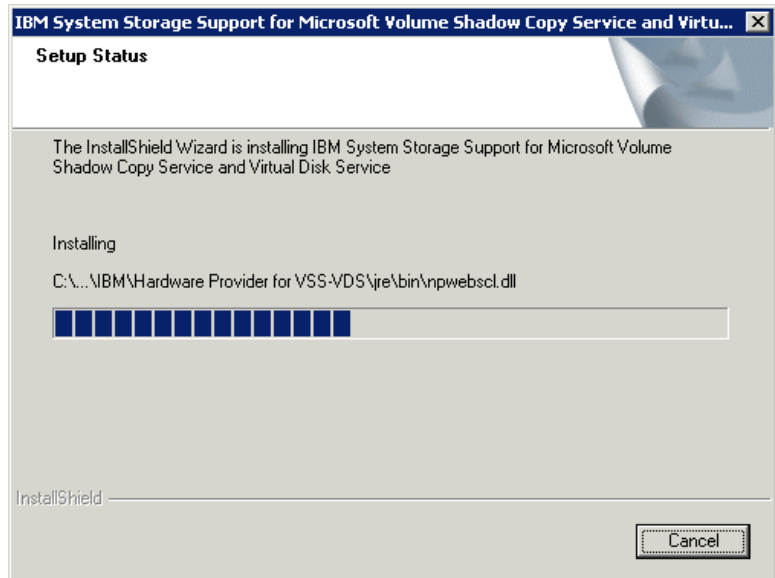 IBM System Storage Support for Microsoft Volume Shadow Copy Service and Virtu...
Setup Status
The InstallShield Wizard is installing IBM System Storage Support for Microsoft Volume
Shadow Copy Service and Virtual Disk Service
Installing
C:\...\IBM\Hardware Provider for VSS-VDS\jre\bin\npwebscl.dll
InstallShield
Cancel